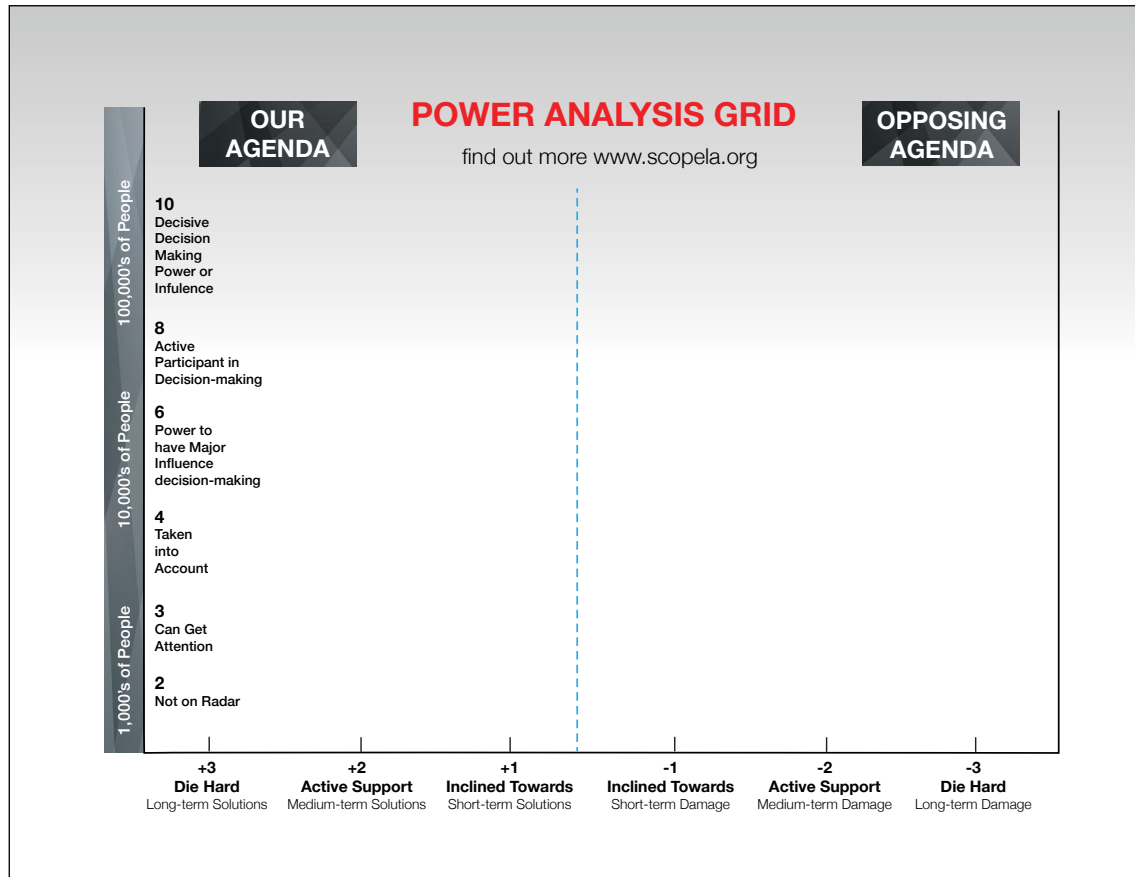 OUR
AGENDA
POWER ANALYSIS GRID
find out more www.scopela.org
OPPOSING
AGENDA
100,000's of People
10,000's of People
1,000's of People
10
Decisive
Decision
Making
Power or
Infulence
8
Active
Participant in
Decision-making
6
Power to
have Major
Influence
decision-making
4
Taken
into
Account
3
Can Get
Attention
2
Not on Radar
+3
Die Hard
Long-term Solutions
+2
Active Support
Medium-term Solutions
+1
Inclined Towards
Short-term Solutions
-1
Inclined Towards
Short-term Damage
-2
Active Support
Medium-term Damage
-3
Die Hard
Long-term Damage